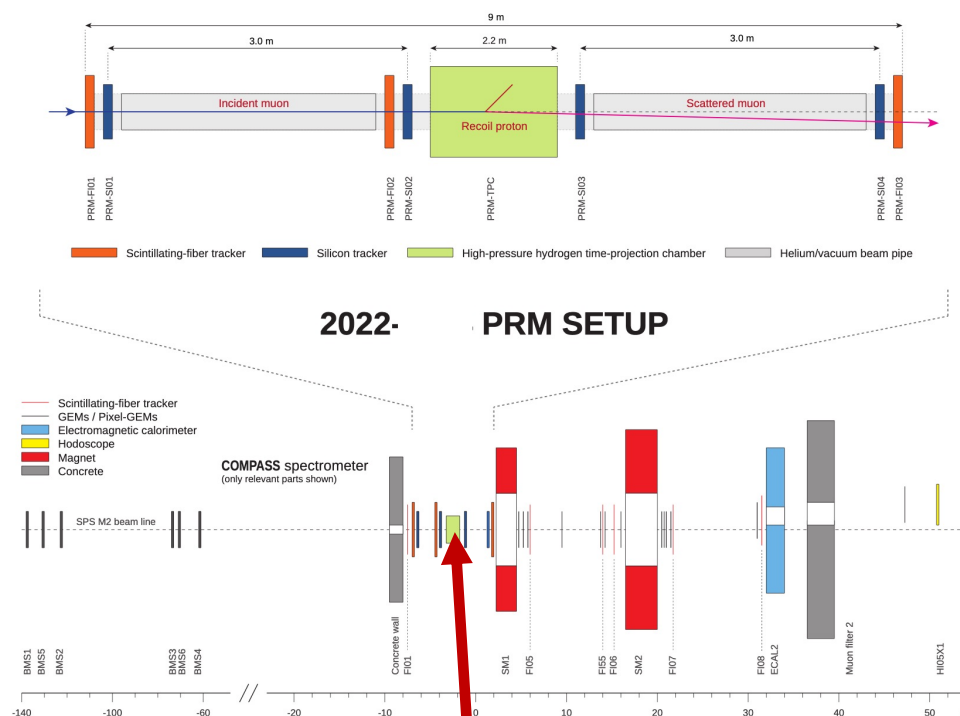 9 m
3.0 m
2.2 m
3.0 m
Incident muon
Scattered muon
Recoil proton
PRM-FI01
PRM-SI01
PRM-FI02
PRM-SI02
PRM-TPC
PRM-SI03
PRM-SI04
PRM-FI03
Scintillating-fiber tracker
Silicon tracker
High-pressure hydrogen time-projection chamber
Helium/vacuum beam pipe
2022- PRM SETUP
Scintillating-fiber tracker
GEMs / Pixel-GEMs
Electromagnetic calorimeter
Hodoscope
Magnet
Concrete
COMPASS spectrometer
(only relevant parts shown)
SPS M2 beam line
BMS1
BMS5
BMS2
BMS3
BMS6
BMS4
Concrete wall
FI01
SM1
FI05
FI55
FI06
SM2
FI07
FI08
ECAL2
Muon filter 2
HI05X1
-140
-100
-60
-20
-10
0
10
20
30
40
50